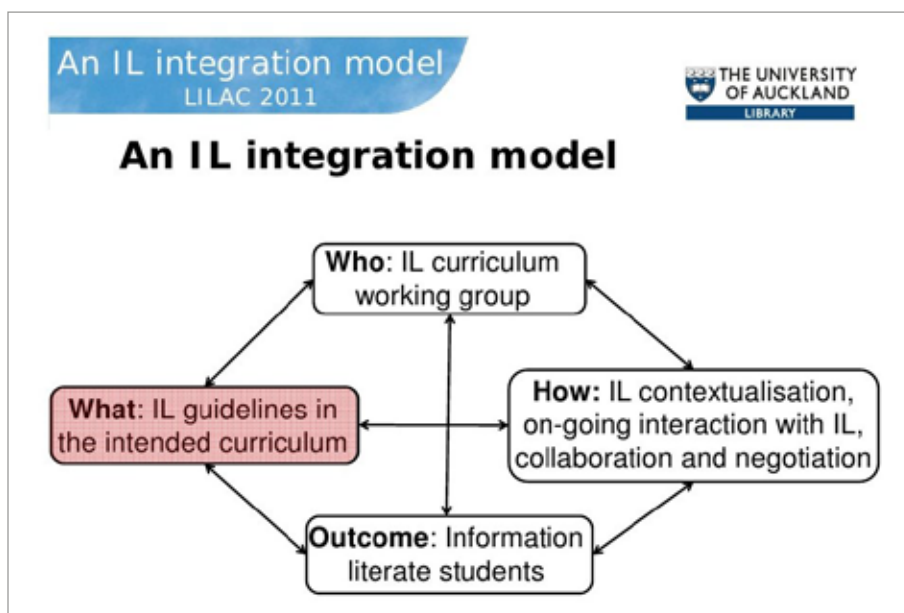 An IL integration model
LILAC 2011
THE UNIVERSITY
OF AUCKLAND
LIBRARY
An IL integration model
Who: IL curriculum
working group
What: IL guidelines in
the intended curriculum
How: IL contextualisation,
on-going interaction with IL,
collaboration and negotiation
Outcome: Information
literate students